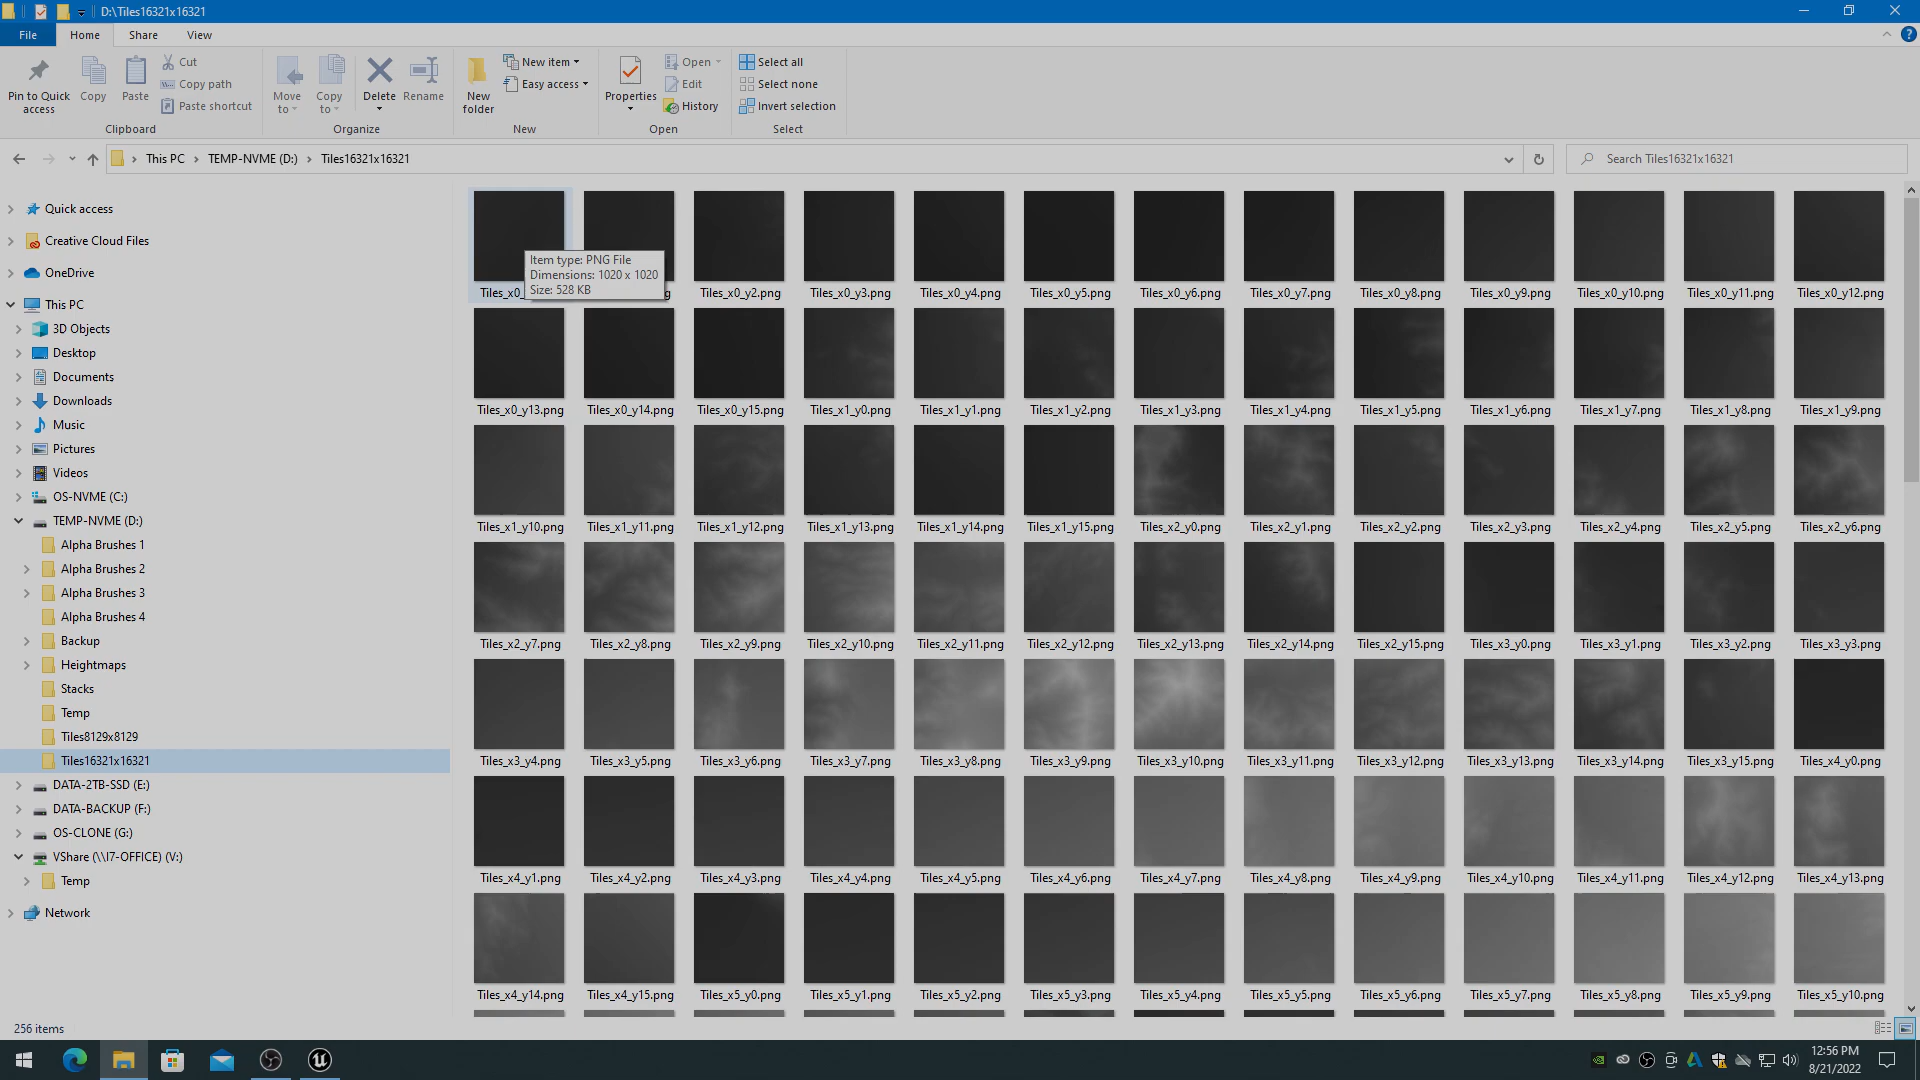 D:\Tiles16321x16321
File Home Share View
Pin to Quick access
Copy
Paste
Cut
Copy path
Paste shortcut
Move to
Copy to
Delete
Rename
New folder
New item
Easy access
Properties
Open
Edit
History
Select all
Select none
Invert selection
Clipboard Organize New Open Select
This PC TEMP-NVME (D:) Tiles16321x16321
Search Tiles16321x16321
Quick access
Creative Cloud Files
OneDrive
This PC
3D Objects
Desktop
Documents
Downloads
Music
Pictures
Videos
OS-NVME (C:)
TEMP-NVME (D:)
Alpha Brushes 1
Alpha Brushes 2
Alpha Brushes 3
Alpha Brushes 4
Backup
Heightmaps
Stacks
Temp
Tiles8129x8129
Tiles16321x16321
DATA-2TB-SSD (E:)
DATA-BACKUP (F:)
OS-CLONE (G:)
VShare (\\I7-OFFICE) (V:)
Temp
Network
Item type: PNG File
Dimensions: 1020 x 1020
Size: 528 KB
Tiles_x0_ Tiles_x0_y2.png Tiles_x0_y3.png Tiles_x0_y4.png Tiles_x0_y5.png Tiles_x0_y6.png Tiles_x0_y7.png Tiles_x0_y8.png Tiles_x0_y9.png Tiles_x0_y10.png Tiles_x0_y11.png Tiles_x0_y12.png
Tiles_x0_y13.png Tiles_x0_y14.png Tiles_x0_y15.png Tiles_x1_y0.png Tiles_x1_y1.png Tiles_x1_y2.png Tiles_x1_y3.png Tiles_x1_y4.png Tiles_x1_y5.png Tiles_x1_y6.png Tiles_x1_y7.png Tiles_x1_y8.png Tiles_x1_y9.png
Tiles_x1_y10.png Tiles_x1_y11.png Tiles_x1_y12.png Tiles_x1_y13.png Tiles_x1_y14.png Tiles_x1_y15.png Tiles_x2_y0.png Tiles_x2_y1.png Tiles_x2_y2.png Tiles_x2_y3.png Tiles_x2_y4.png Tiles_x2_y5.png Tiles_x2_y6.png
Tiles_x2_y7.png Tiles_x2_y8.png Tiles_x2_y9.png Tiles_x2_y10.png Tiles_x2_y11.png Tiles_x2_y12.png Tiles_x2_y13.png Tiles_x2_y14.png Tiles_x2_y15.png Tiles_x3_y0.png Tiles_x3_y1.png Tiles_x3_y2.png Tiles_x3_y3.png
Tiles_x3_y4.png Tiles_x3_y5.png Tiles_x3_y6.png Tiles_x3_y7.png Tiles_x3_y8.png Tiles_x3_y9.png Tiles_x3_y10.png Tiles_x3_y11.png Tiles_x3_y12.png Tiles_x3_y13.png Tiles_x3_y14.png Tiles_x3_y15.png Tiles_x4_y0.png
Tiles_x4_y1.png Tiles_x4_y2.png Tiles_x4_y3.png Tiles_x4_y4.png Tiles_x4_y5.png Tiles_x4_y6.png Tiles_x4_y7.png Tiles_x4_y8.png Tiles_x4_y9.png Tiles_x4_y10.png Tiles_x4_y11.png Tiles_x4_y12.png Tiles_x4_y13.png
Tiles_x4_y14.png Tiles_x4_y15.png Tiles_x5_y0.png Tiles_x5_y1.png Tiles_x5_y2.png Tiles_x5_y3.png Tiles_x5_y4.png Tiles_x5_y5.png Tiles_x5_y6.png Tiles_x5_y7.png Tiles_x5_y8.png Tiles_x5_y9.png Tiles_x5_y10.png
256 items
12:56 PM
8/21/2022